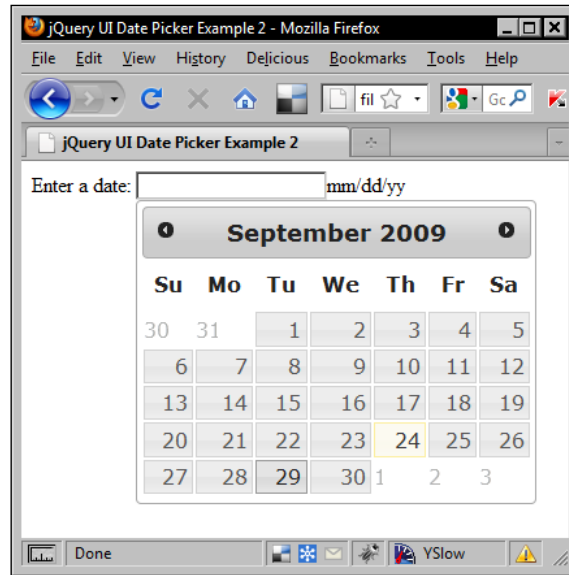 jQuery UI Date Picker Example 2 - Mozilla Firefox
File Edit View History Delicious Bookmarks Tools Help
fil Gc
jQuery UI Date Picker Example 2
Enter a date: mm/dd/yy
September 2009
Su Mo Tu We Th Fr Sa
30 31 1 2 3 4 5
6 7 8 9 10 11 12
13 14 15 16 17 18 19
20 21 22 23 24 25 26
27 28 29 30 1 2 3
Done YSlow